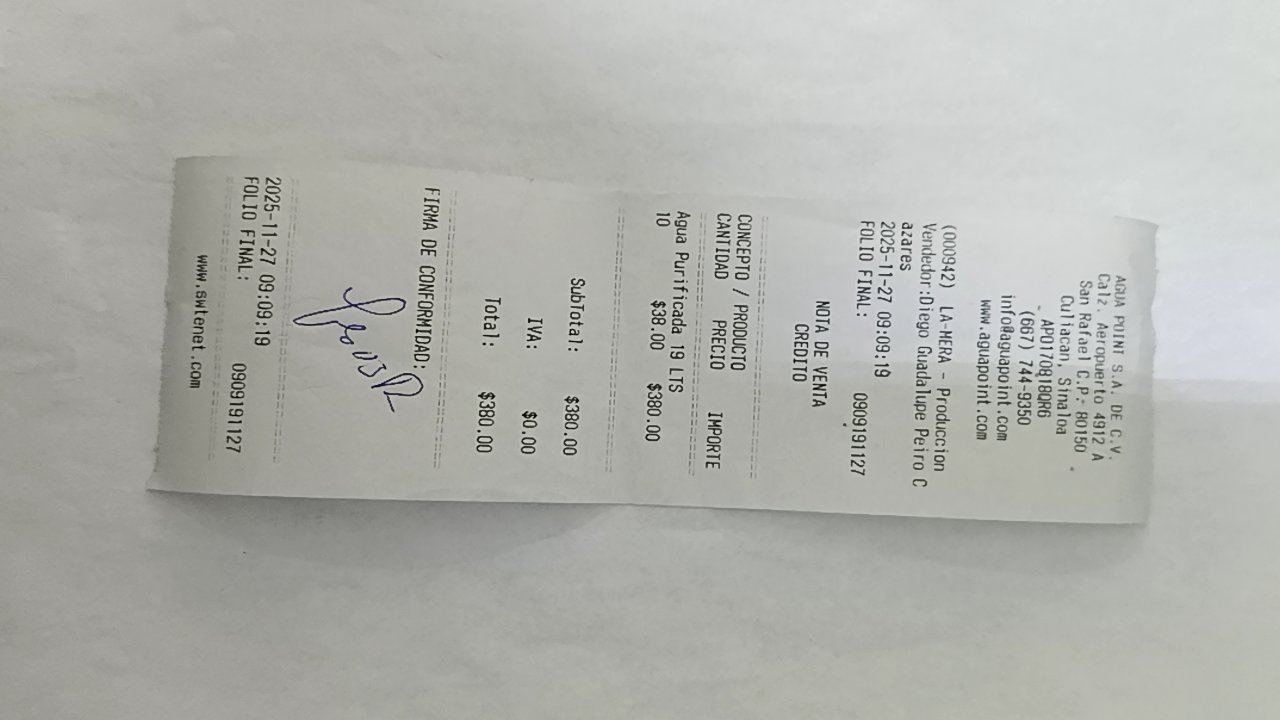 AGUA POINT S.A. DE C.V.
Calz. Aeropuerto 4912 A
San Rafael C.P. 80150
Culiacan, Sinaloa
APO170818QR6
(667) 744-9350
info@aguapoint.com
www.aguapoint.com
(000942) LA-MERA - Produccion
Vendedor:Diego Guadalupe Peiro C
azares
2025-11-27 09:09:19
FOLIO FINAL: 0909191127
NOTA DE VENTA
CREDITO
CONCEPTO / PRODUCTO
CANTIDAD PRECIO IMPORTE
Agua Purificada 19 LTS
10 $38.00 $380.00
SubTotal: $380.00
IVA: $0.00
Total: $380.00
FIRMA DE CONFORMIDAD:
2025-11-27 09:09:19
FOLIO FINAL: 0909191127
www.swtenet.com